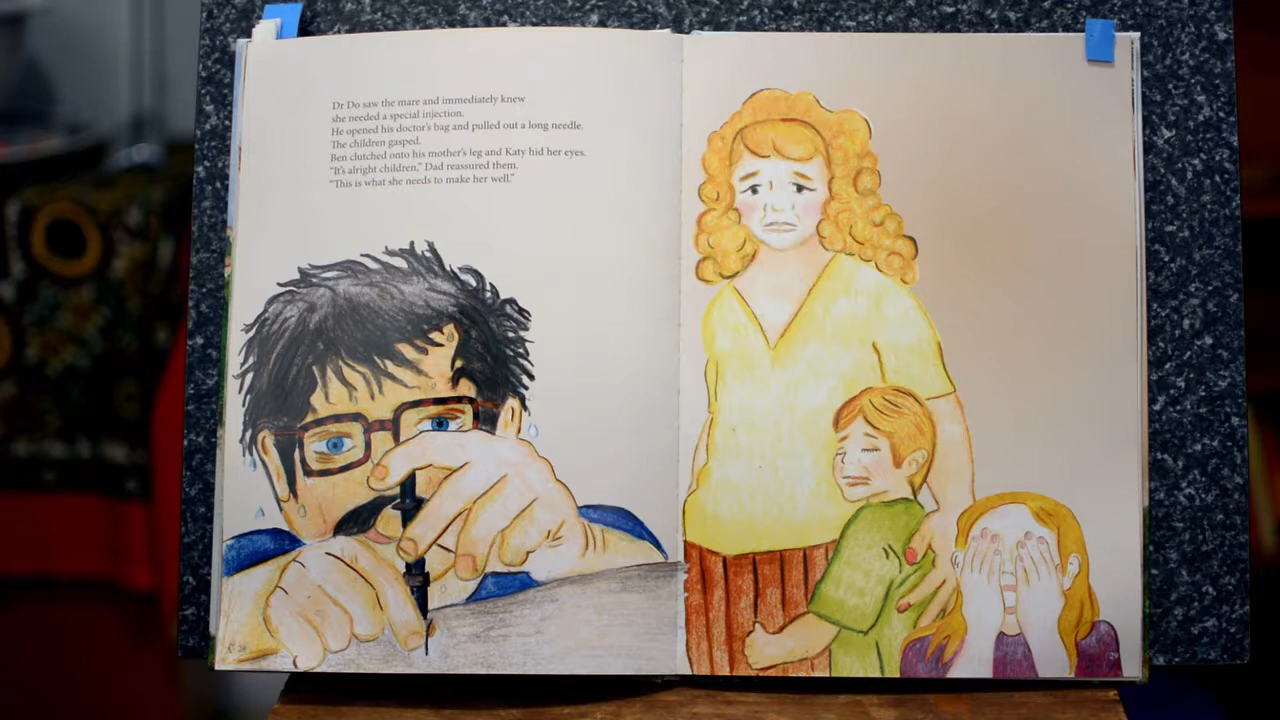 Dr Do saw the mare and immediately knew
she needed a special injection.
He opened his doctor's bag and pulled out a long needle.
The children gasped.
Ben clutched onto his mother's leg and Katy hid her eyes.
"It's alright children," Dad reassured them.
"This is what she needs to make her well."
28
29